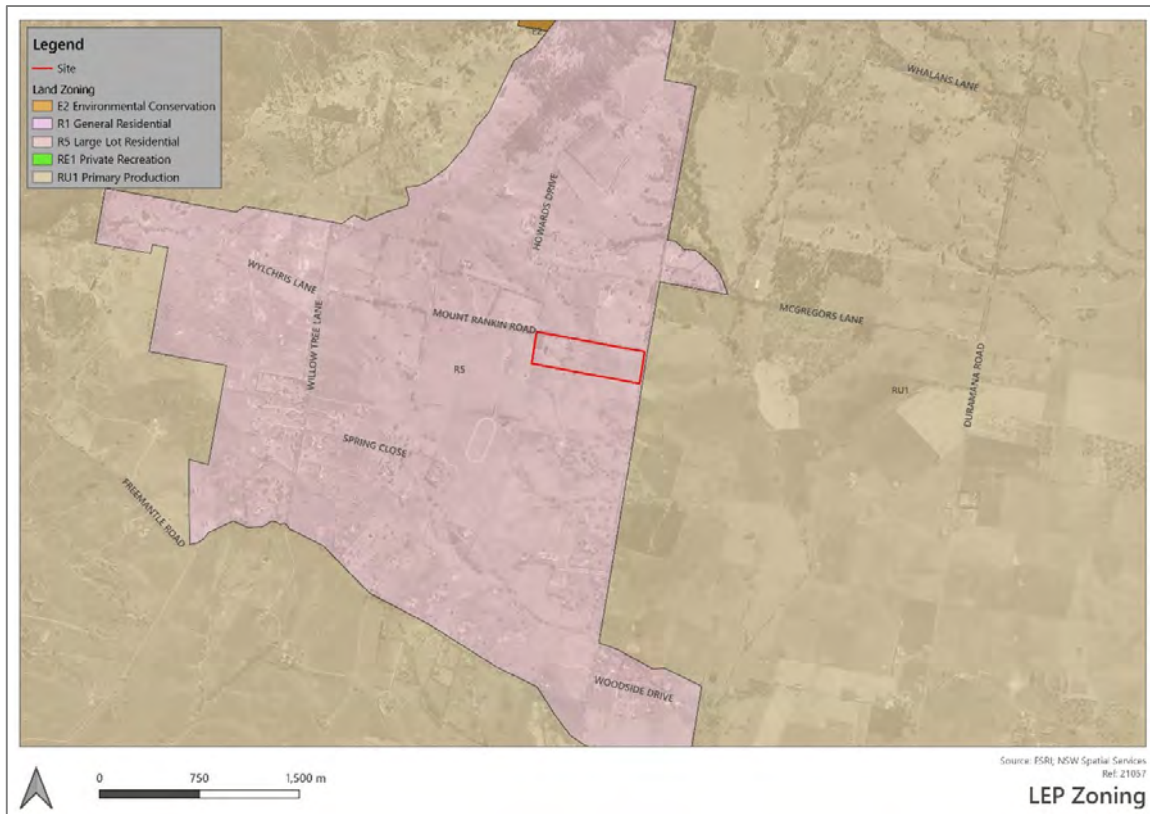 Legend
Site
Land Zoning
E2 Environmental Conservation
R1 General Residential
R5 Large Lot Residential
RE1 Private Recreation
RU1 Primary Production
E2
WHALANS LANE
HOWARDS DRIVE
WYLCHRIS LANE
WILLOW TREE LANE
MOUNT RANKIN ROAD
MCGREGORS LANE
R5
RU1
DURAMANA ROAD
SPRING CLOSE
FREEMANTLE ROAD
WOODSIDE DRIVE
0 750 1,500 m
Source: ESRI, NSW Spatial Services
Ref: 21057
LEP Zoning